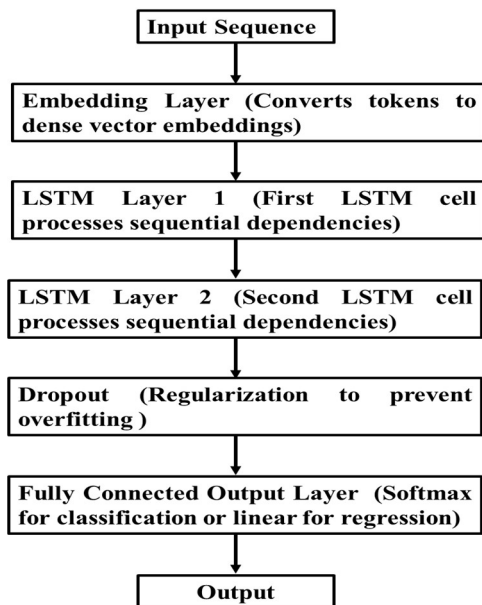 Input Sequence
Embedding Layer (Converts tokens to
dense vector embeddings)
LSTM Layer 1 (First LSTM cell
processes sequential dependencies)
LSTM Layer 2 (Second LSTM cell
processes sequential dependencies)
Dropout (Regularization to prevent
overfitting )
Fully Connected Output Layer (Softmax
for classification or linear for regression)
Output